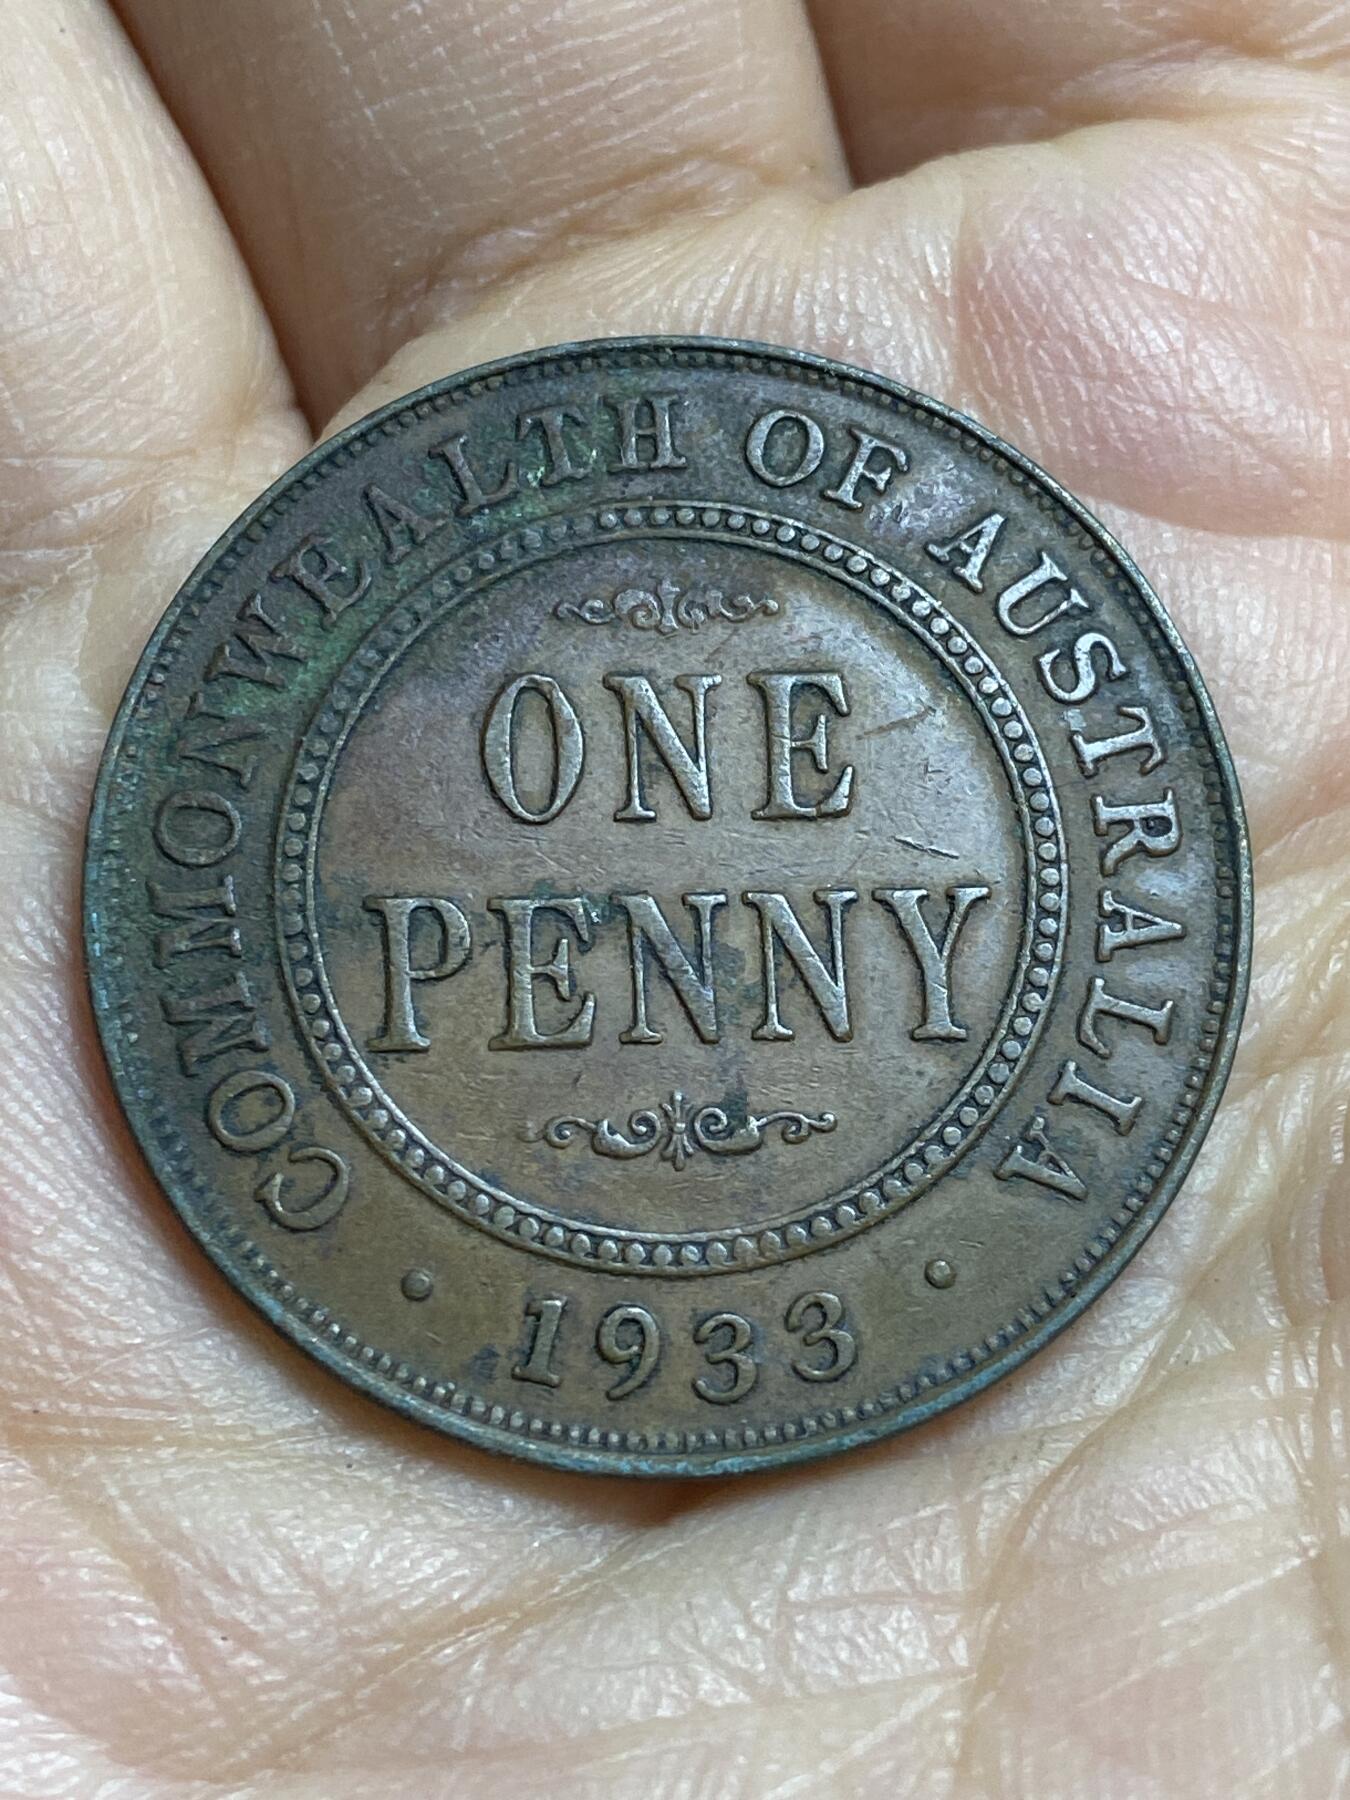 COMMONWEALTH OF AUSTRALIA
ONE
PENNY
· 1933 ·